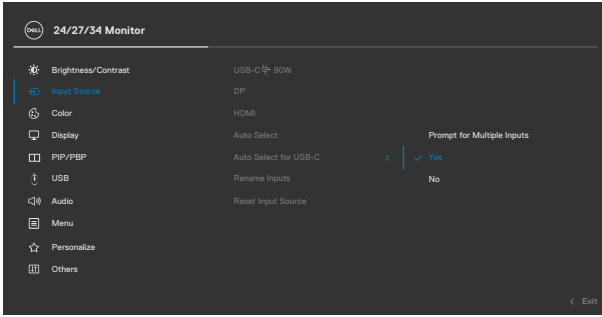 DELL 24/27/34 Monitor
Brightness/Contrast
USB-C 90W
Input Source
DP
Color
HDMI
Display
Auto Select
Prompt for Multiple Inputs
PIP/PBP
Auto Select for USB-C
Yes
USB
Rename Inputs
No
Audio
Reset Input Source
Menu
Personalize
Others
Exit